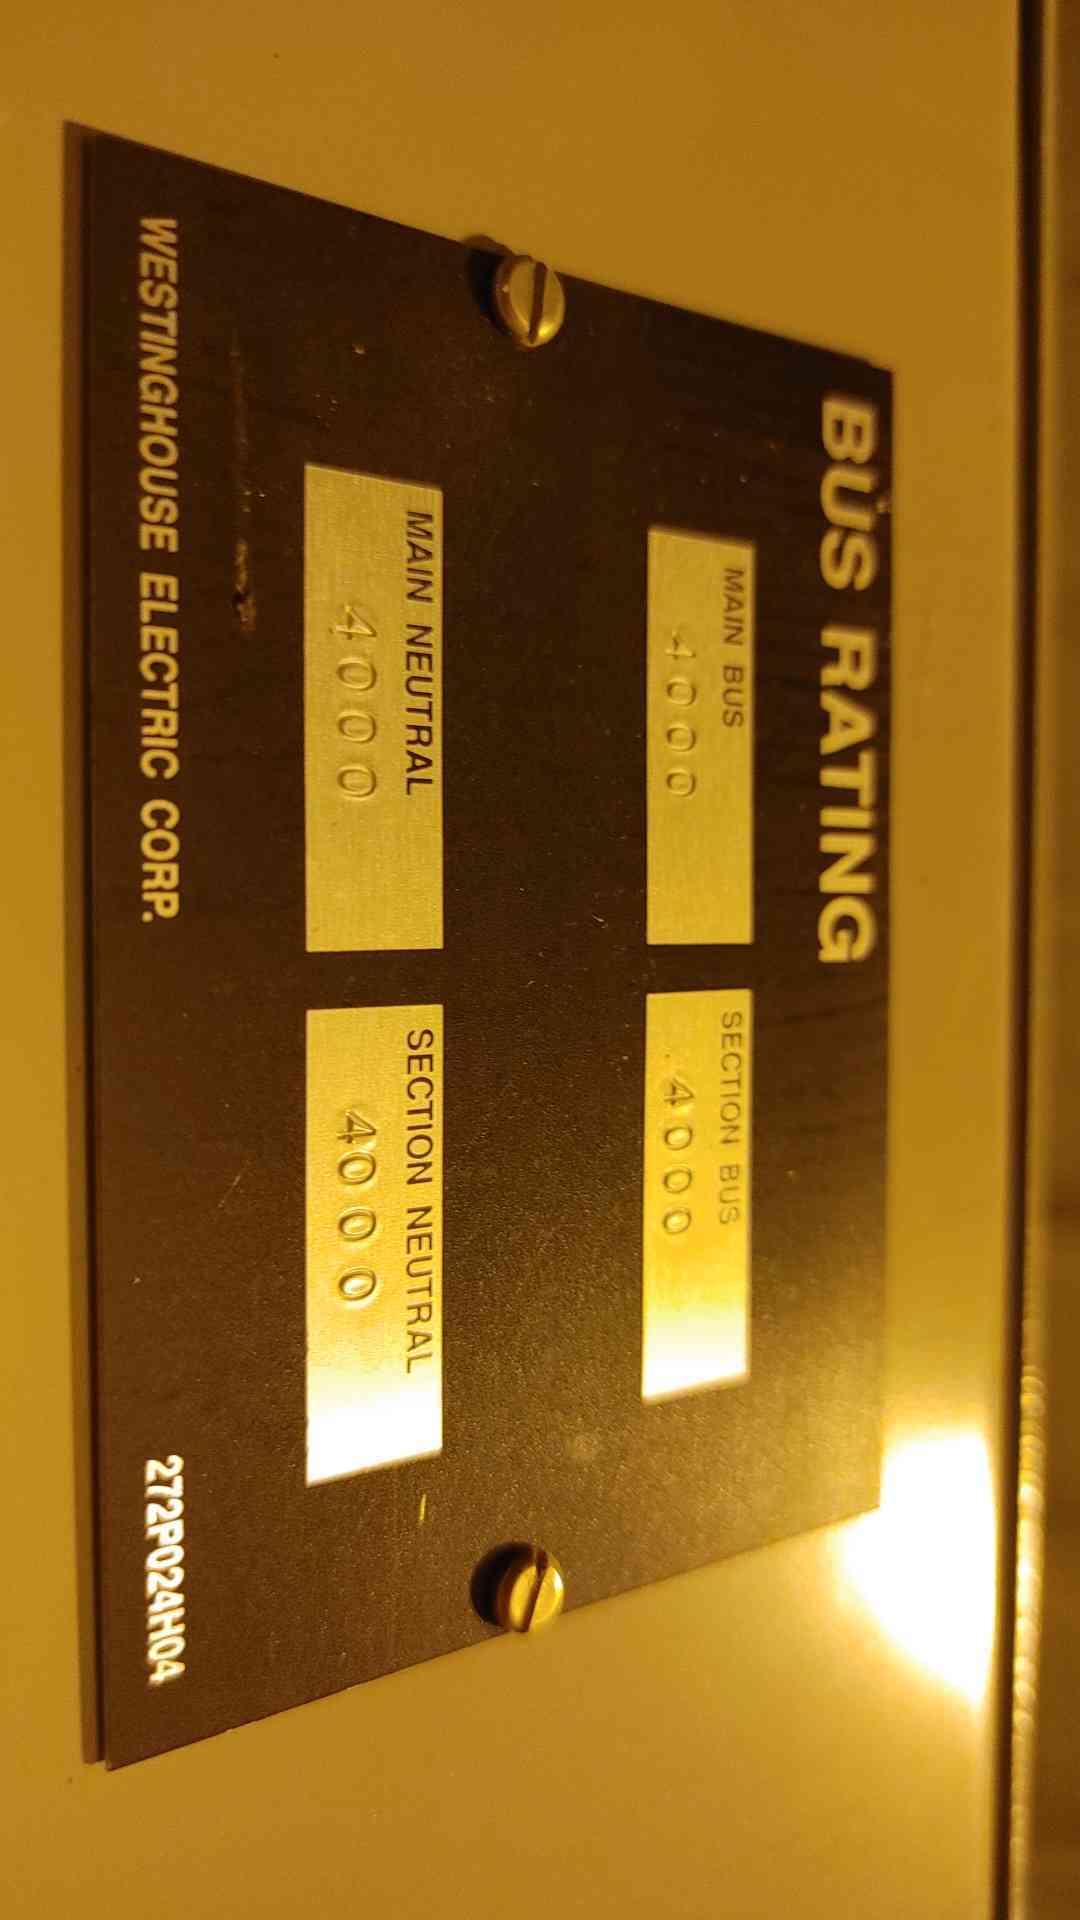 BUS RATING
MAIN BUS
4000
SECTION BUS
4000
MAIN NEUTRAL
4000
SECTION NEUTRAL
4000
WESTINGHOUSE ELECTRIC CORP.
272P024H04